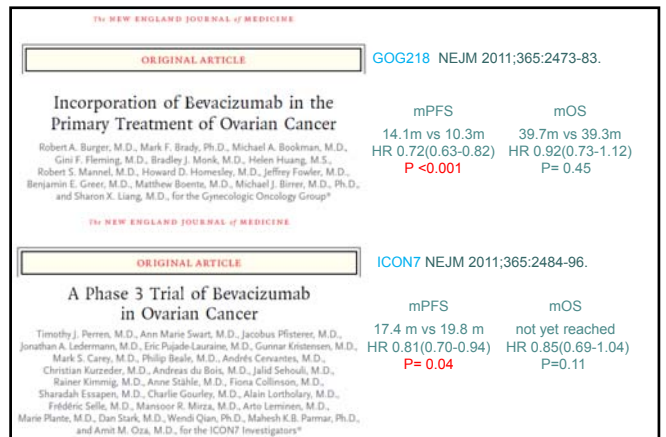 The NEW ENGLAND JOURNAL of MEDICINE
ORIGINAL ARTICLE
GOG218 NEJM 2011;365:2473-83.
Incorporation of Bevacizumab in the
Primary Treatment of Ovarian Cancer
Robert A. Burger, M.D., Mark F. Brady, Ph.D., Michael A. Bookman, M.D.,
Gini F. Fleming, M.D., Bradley J. Monk, M.D., Helen Huang, M.S.,
Robert S. Mannel, M.D., Howard D. Homesley, M.D., Jeffrey Fowler, M.D.,
Benjamin E. Greer, M.D., Matthew Boente, M.D., Michael J. Birrer, M.D., Ph.D.,
and Sharon X. Liang, M.D., for the Gynecologic Oncology Group*
mPFS
14.1m vs 10.3m
HR 0.72(0.63-0.82)
P <0.001
mOS
39.7m vs 39.3m
HR 0.92(0.73-1.12)
P= 0.45
The NEW ENGLAND JOURNAL of MEDICINE
ORIGINAL ARTICLE
ICON7 NEJM 2011;365:2484-96.
A Phase 3 Trial of Bevacizumab
in Ovarian Cancer
Timothy J. Perren, M.D., Ann Marie Swart, M.D., Jacobus Pfisterer, M.D.,
Jonathan A. Ledermann, M.D., Eric Pujade-Lauraine, M.D., Gunnar Kristensen, M.D.,
Mark S. Carey, M.D., Philip Beale, M.D., Andrés Cervantes, M.D.,
Christian Kurzeder, M.D., Andreas du Bois, M.D., Jalid Sehouli, M.D.,
Rainer Kimmig, M.D., Anne Stähle, M.D., Fiona Collinson, M.D.,
Sharadah Essapen, M.D., Charlie Gourley, M.D., Alain Lortholary, M.D.,
Frédéric Selle, M.D., Mansoor R. Mirza, M.D., Arto Leminen, M.D.,
Marie Plante, M.D., Dan Stark, M.D., Wendi Qian, Ph.D., Mahesh K.B. Parmar, Ph.D.,
and Amit M. Oza, M.D., for the ICON7 Investigators*
mPFS
17.4 m vs 19.8 m
HR 0.81(0.70-0.94)
P= 0.04
mOS
not yet reached
HR 0.85(0.69-1.04)
P=0.11